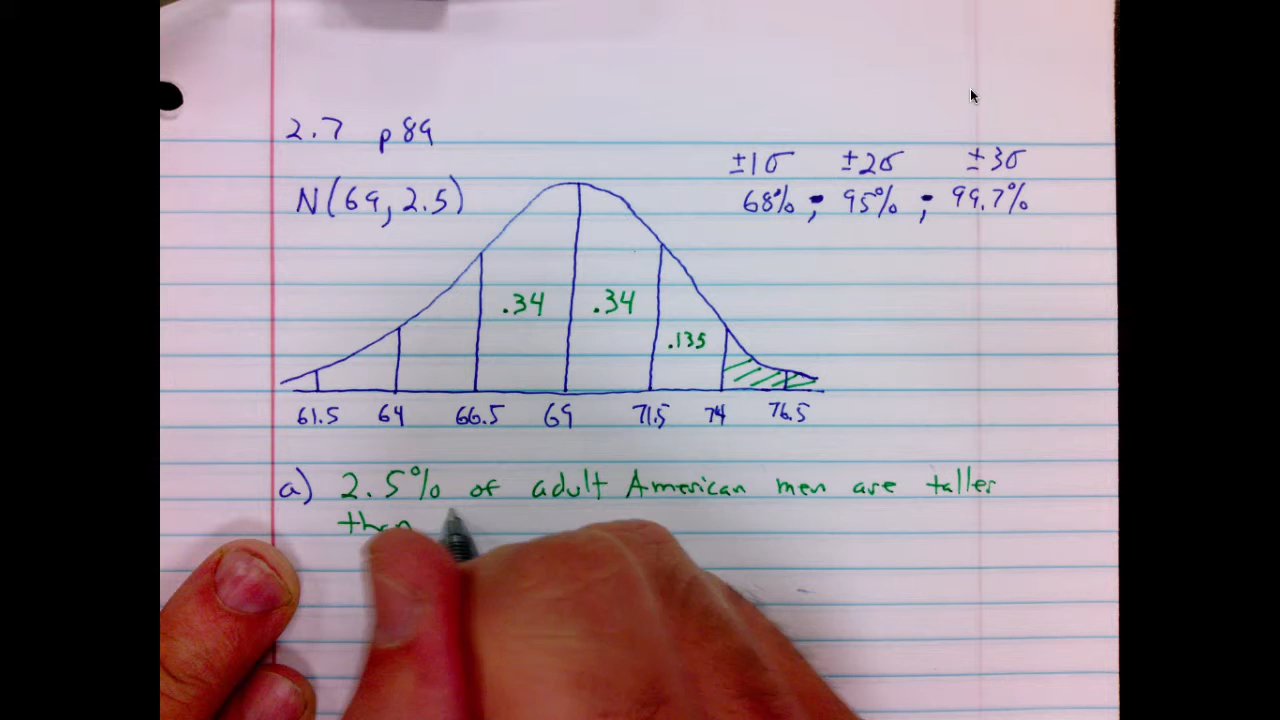 2.7 p89
±1σ ±2σ ±3σ
N(69, 2.5) 68% ; 95% ; 99.7%
.34 .34
.135
61.5 64 66.5 69 71.5 74 76.5
a) 2.5% of adult American men are taller
than